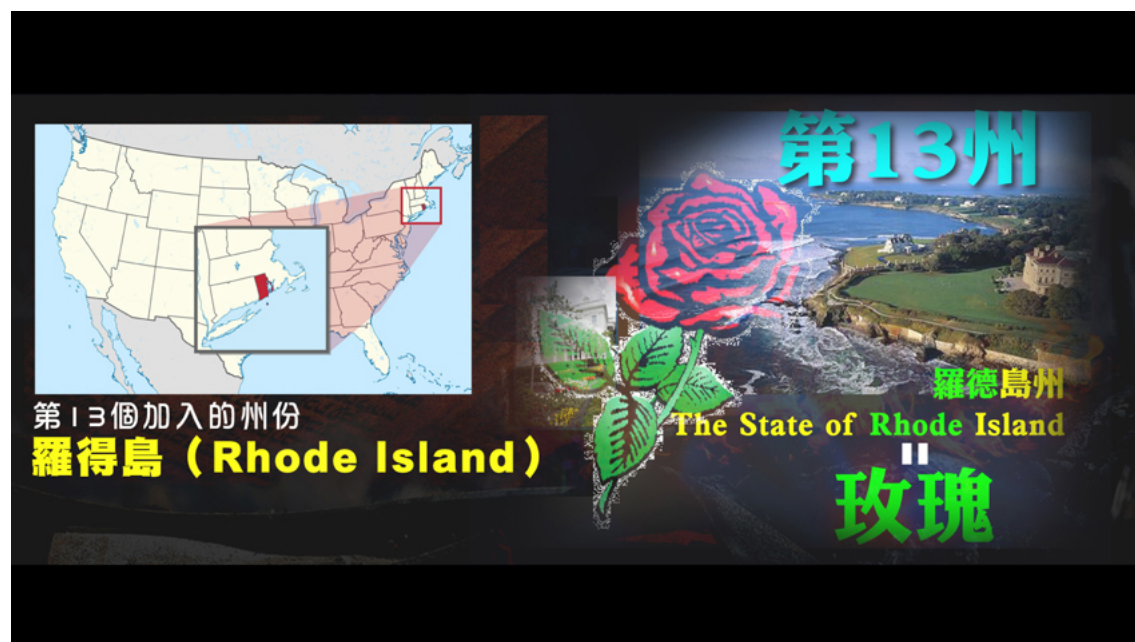 第13個加入的州份
羅得島（Rhode Island）
第13州
羅德島州
The State of Rhode Island
=
玫瑰